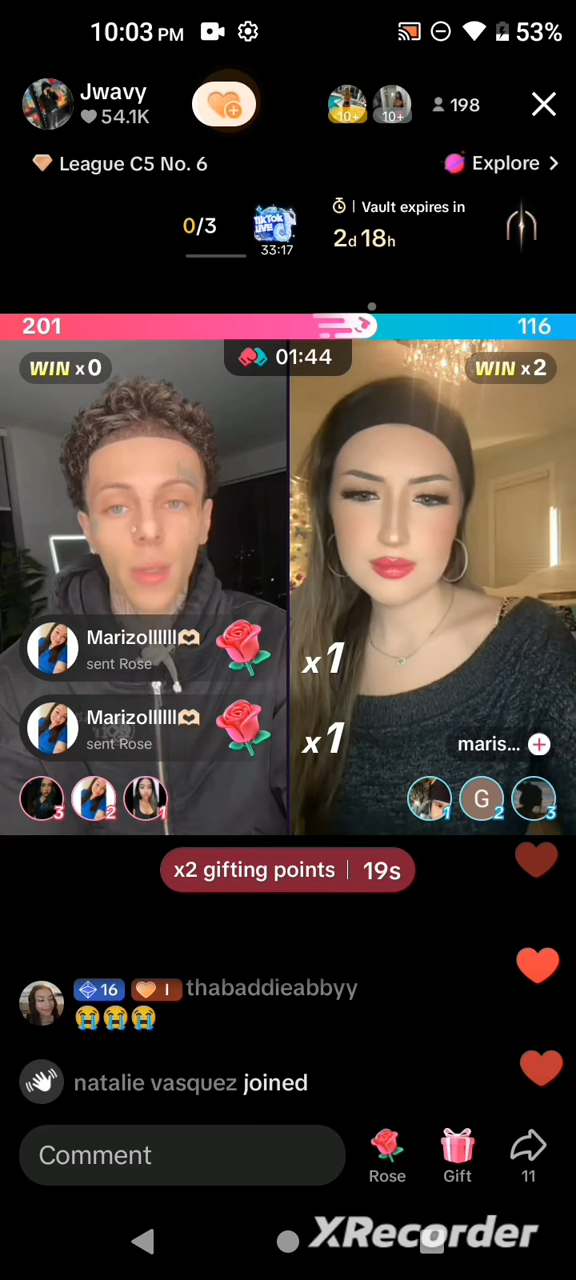 10:03 PM
53%
Jwavy
54.1K
10+
10+
198
League C5 No. 6
Explore >
0/3
TikTok LIVE
33:17
Vault expires in
2d 18h
201
116
WIN x0
01:44
WIN x2
Marizollllll🫶🏼
sent Rose
x1
Marizollllll🫶🏼
sent Rose
x1
maris...
3
2
1
1
G
2
3
x2 gifting points | 19s
16
I
thabaddieabbyy
😭😭😭
natalie vasquez joined
Comment
Rose
Gift
11
XRecorder